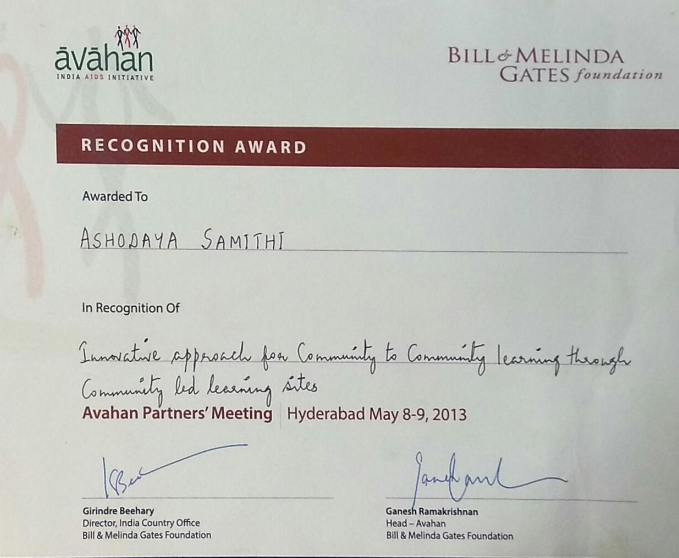 āvāhan
INDIA AIDS INITIATIVE
BILL & MELINDA
GATES foundation
RECOGNITION AWARD
Awarded To
ASHODAYA SAMITHI
In Recognition Of
Innovative approach for Community to Community learning through
Community led learning sites
Avahan Partners' Meeting | Hyderabad May 8-9, 2013
Girindre Beehary
Director, India Country Office
Bill & Melinda Gates Foundation
Ganesh Ramakrishnan
Head – Avahan
Bill & Melinda Gates Foundation